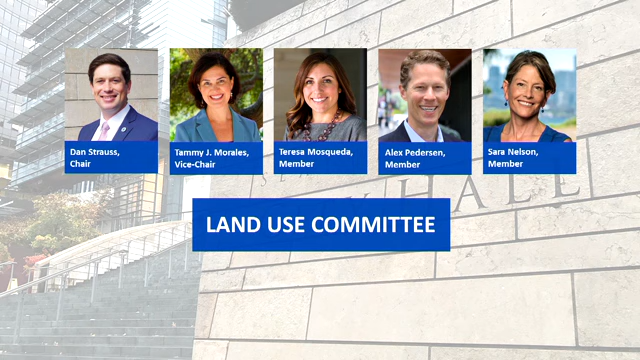 Dan Strauss,
Chair
Tammy J. Morales,
Vice-Chair
Teresa Mosqueda,
Member
Alex Pedersen,
Member
Sara Nelson,
Member
HALL
LAND USE COMMITTEE